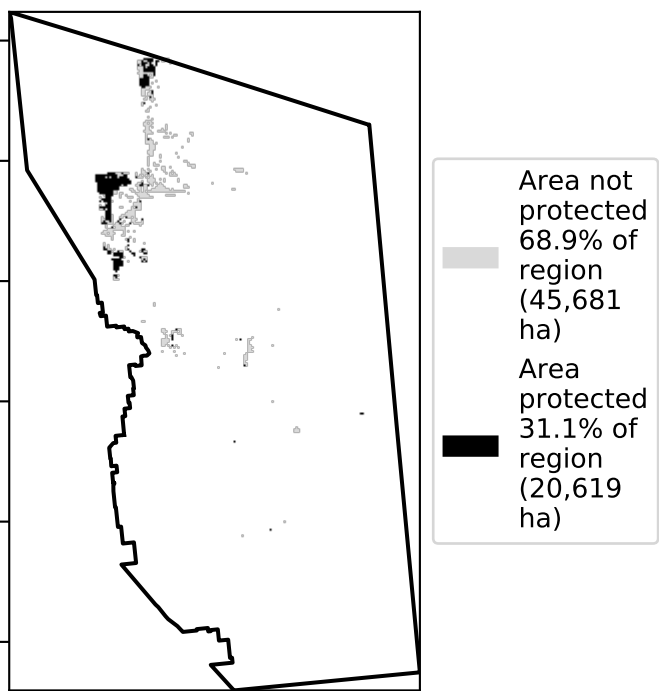 Area not
protected
68.9% of
region
(45,681
ha)
Area
protected
31.1% of
region
(20,619
ha)